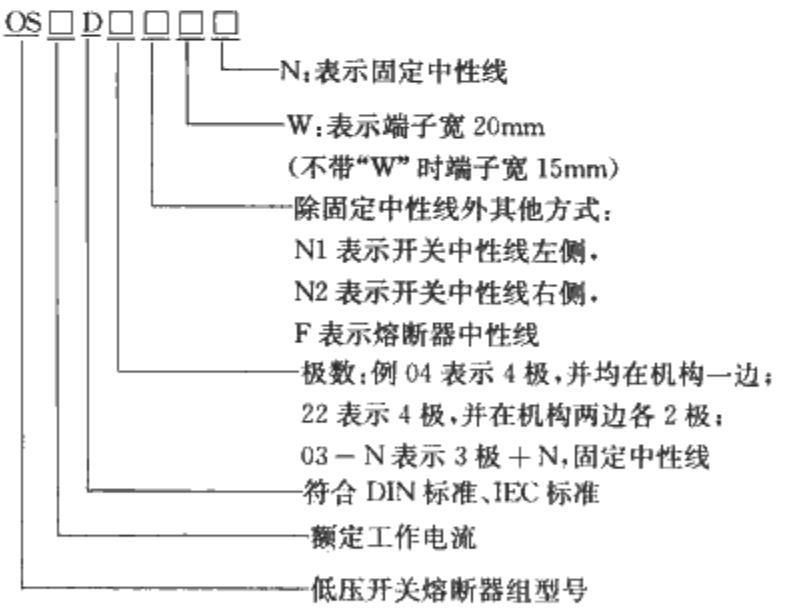 OS□D□□□□
N:表示固定中性线
W:表示端子宽 20mm
(不带“W”时端子宽 15mm)
除固定中性线外其他方式:
N1 表示开关中性线左侧.
N2 表示开关中性线右侧.
F 表示熔断器中性线
极数:例 04 表示 4 极,并均在机构一边;
22 表示 4 极,并在机构两边各 2 极;
03-N 表示 3 极+N,固定中性线
符合 DIN 标准、IEC 标准
额定工作电流
低压开关熔断器组型号